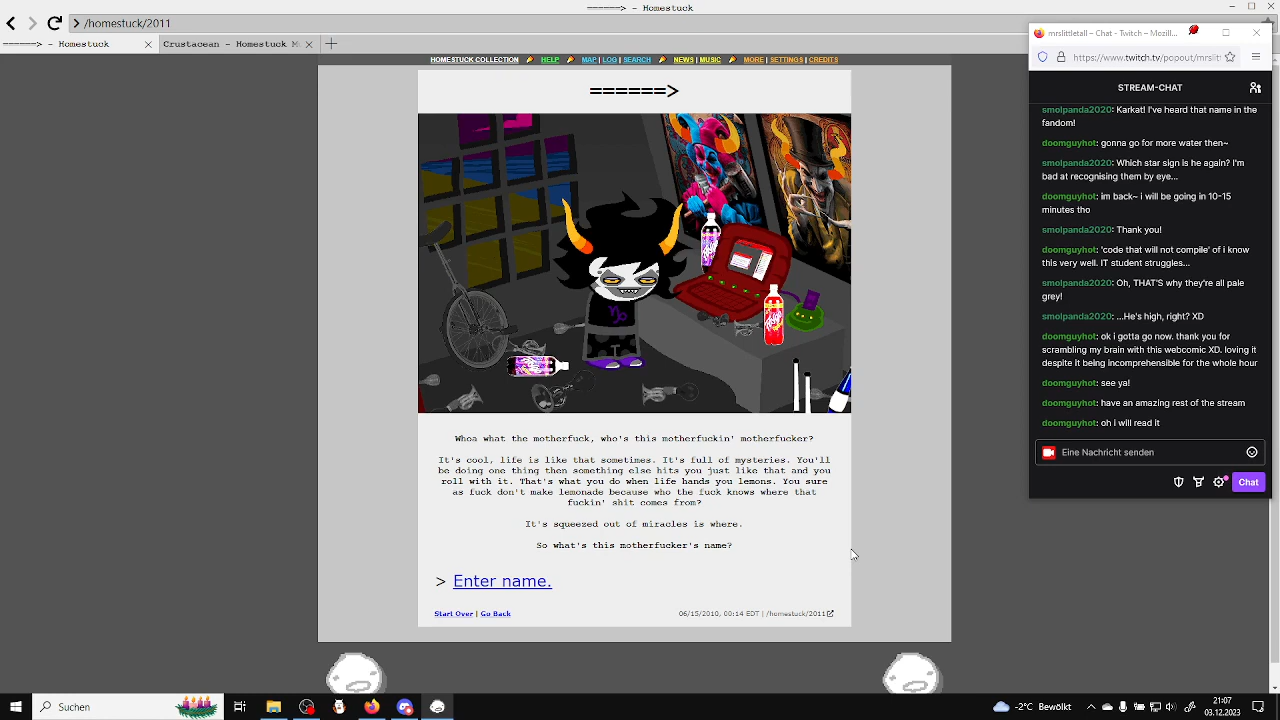 ======> - Homestuck
/homestuck/2011
======> - Homestuck
Crustacean - Homestuck M
mrslittletall – Chat - Twitch – Mozill...
https://www.twitch.tv/popout/mrslitt
HOMESTUCK COLLECTION HELP MAP | LOG | SEARCH NEWS | MUSIC MORE | SETTINGS | CREDITS
======>
STREAM-CHAT
smolpanda2020: Karkat! I've heard that name in the
fandom!
doomguyhot: gonna go for more water then~
smolpanda2020: Which star sign is he again? I'm
bad at recognising them by eye...
doomguyhot: im back~ i will be going in 10-15
minutes tho
smolpanda2020: Thank you!
doomguyhot: 'code that will not compile' of i know
this very well. IT student struggles...
smolpanda2020: Oh, THAT'S why they're all pale
grey!
smolpanda2020: ...He's high, right? XD
doomguyhot: ok i gotta go now. thank you for
scrambling my brain with this webcomic XD. loving it
despite it being incomprehensible for the whole hour
doomguyhot: see ya!
doomguyhot: have an amazing rest of the stream
doomguyhot: oh i will read it
Eine Nachricht senden
Chat
Whoa what the motherfuck, who's this motherfuckin' motherfucker?
It's cool, life is like that sometimes. It's full of mysteries. You'll
be doing one thing then something else hits you just like that and you
roll with it. That's what you do when life hands you lemons. You sure
as fuck don't make lemonade because who the fuck knows where that
fuckin' shit comes from?
It's squeezed out of miracles is where.
So what's this motherfucker's name?
> Enter name.
Start Over | Go Back
06/15/2010, 00:14 EDT | /homestuck/2011
Suchen
-2°C Bewölkt
21:07
03.12.2023